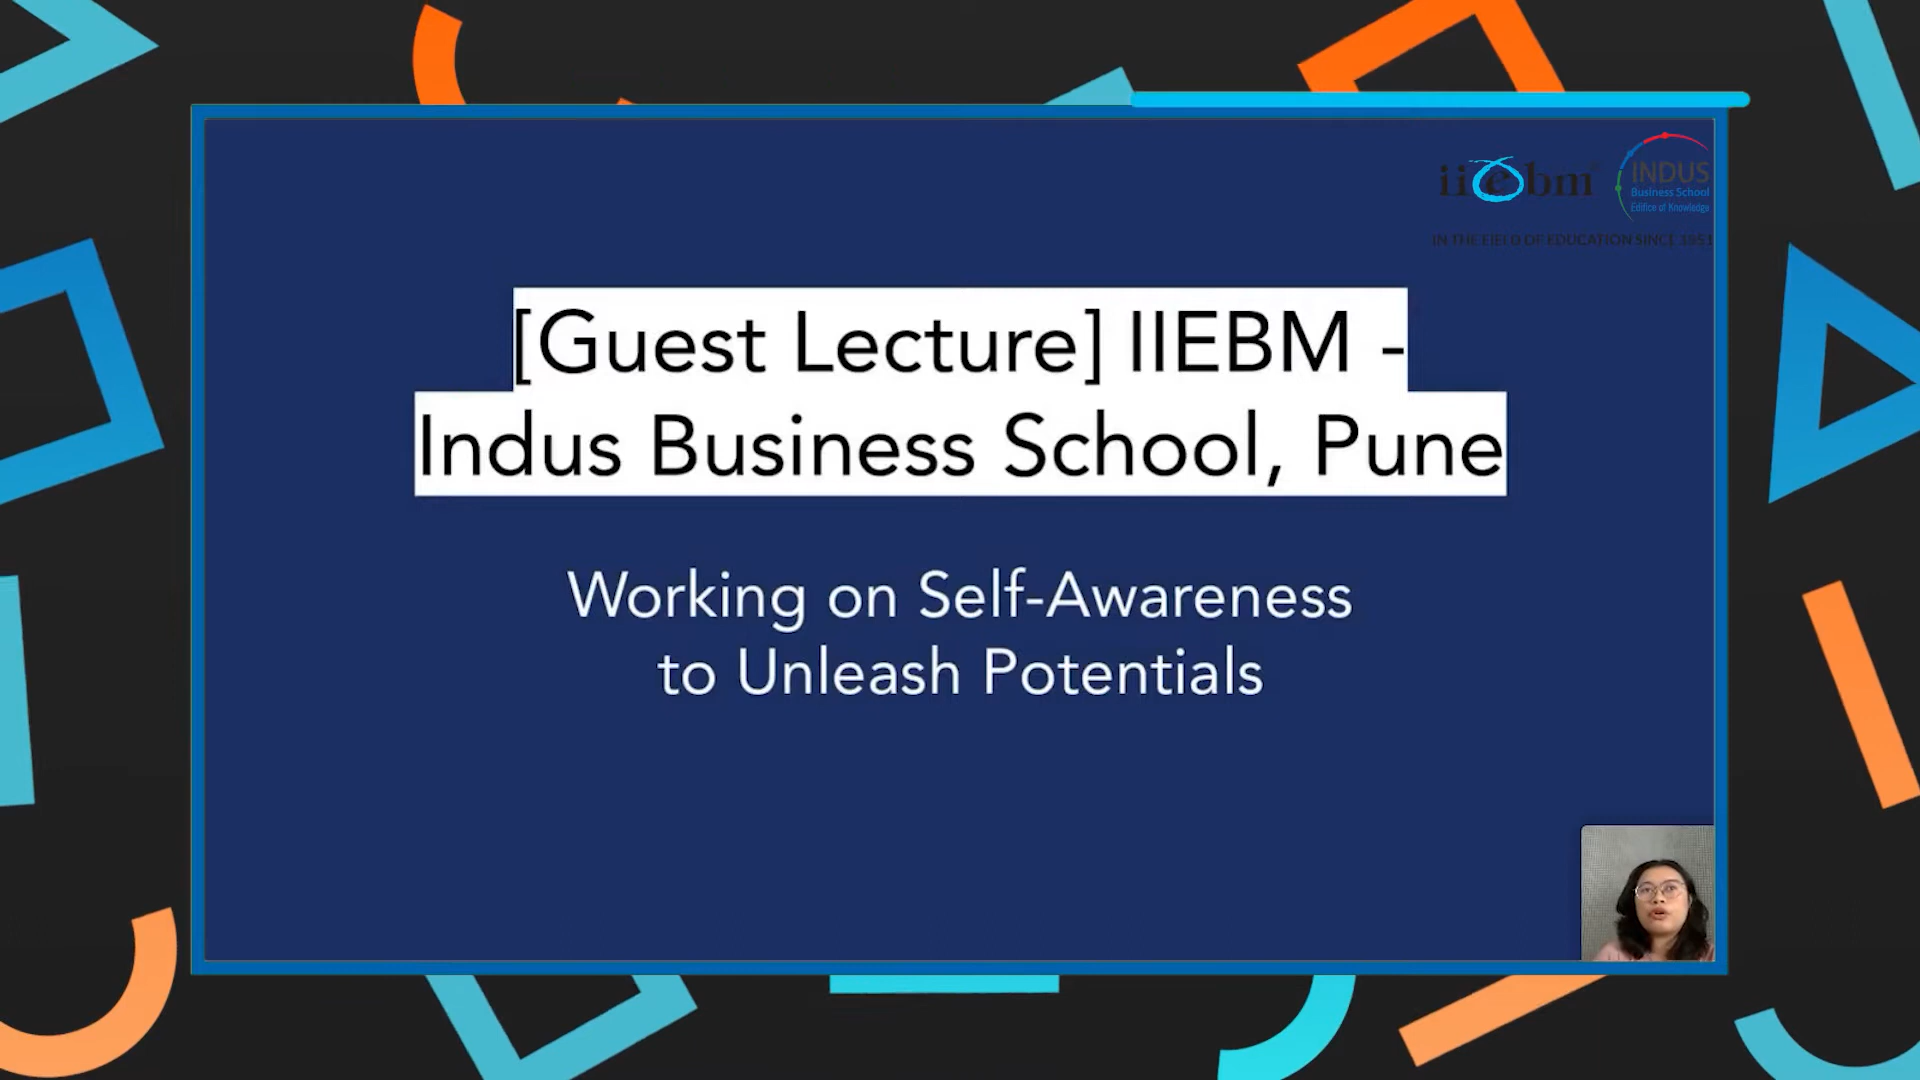 iiebm®
INDUS
Business School
Edifice of Knowledge
IN THE FIELD OF EDUCATION SINCE 1951
[Guest Lecture] IIEBM -
Indus Business School, Pune
Working on Self-Awareness
to Unleash Potentials